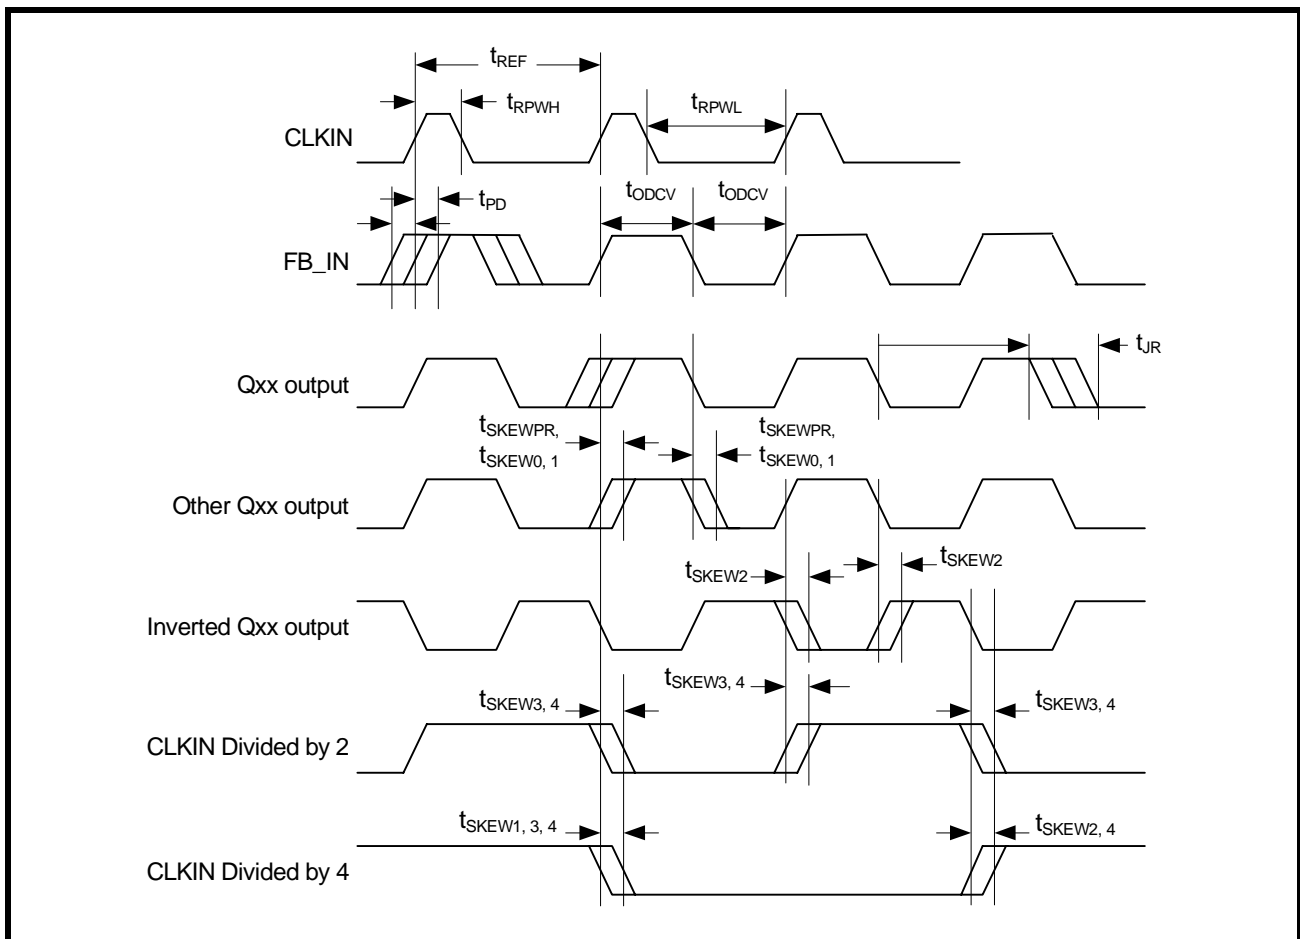 tREF
tRPWH
tRPWL
CLKIN
tPD
tODCV
tODCV
FB_IN
tJR
Qxx output
tSKEWPR,
tSKEW0, 1
tSKEWPR,
tSKEW0, 1
Other Qxx output
tSKEW2
tSKEW2
Inverted Qxx output
tSKEW3, 4
tSKEW3, 4
tSKEW3, 4
CLKIN Divided by 2
tSKEW1, 3, 4
tSKEW2, 4
CLKIN Divided by 4